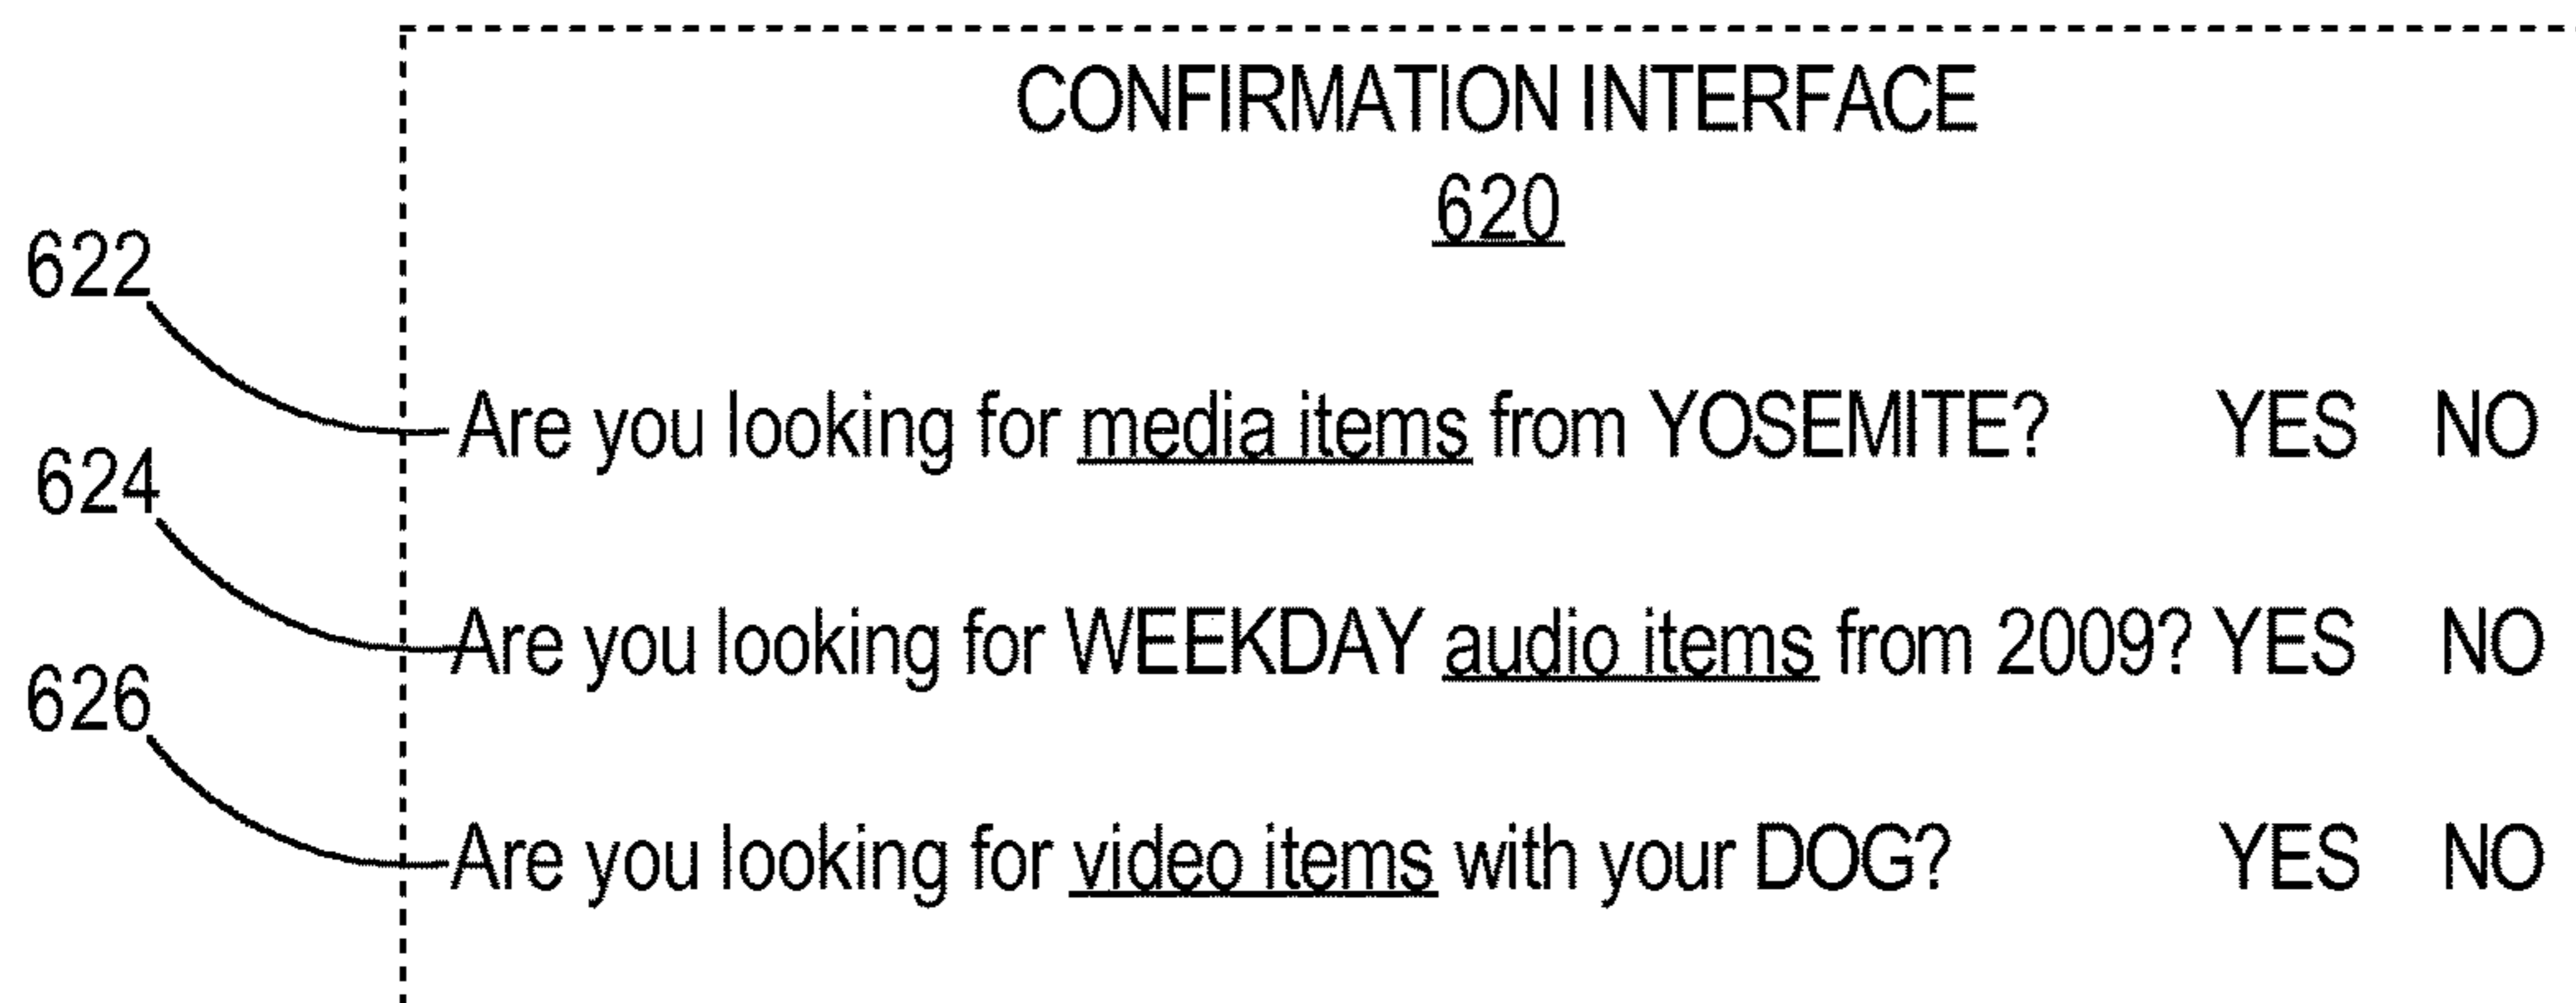 CONFIRMATION INTERFACE
620
622
Are you looking for media items from YOSEMITE? YES NO
624
Are you looking for WEEKDAY audio items from 2009? YES NO
626
Are you looking for video items with your DOG? YES NO